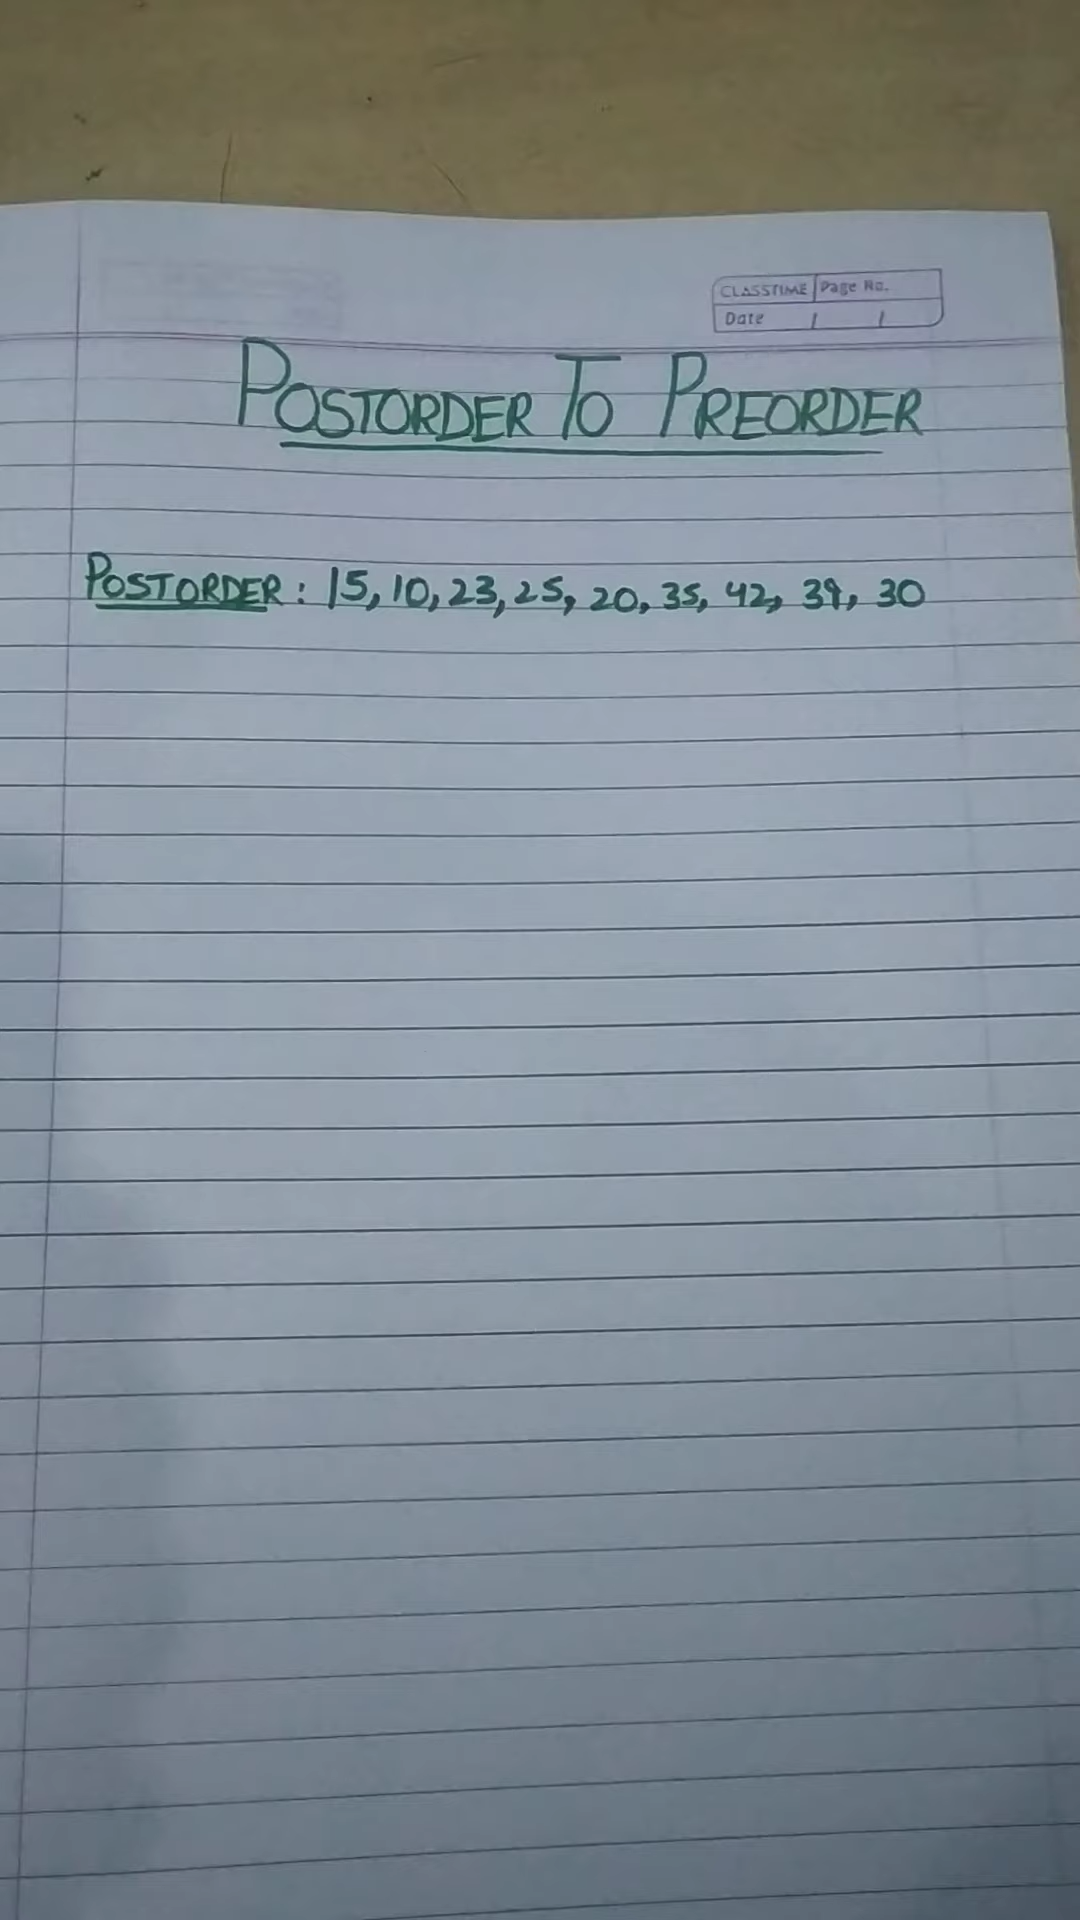 CLASSTIME Page No.
Date / /
POSTORDER TO PREORDER
POSTORDER : 15, 10, 23, 25, 20, 35, 42, 39, 30